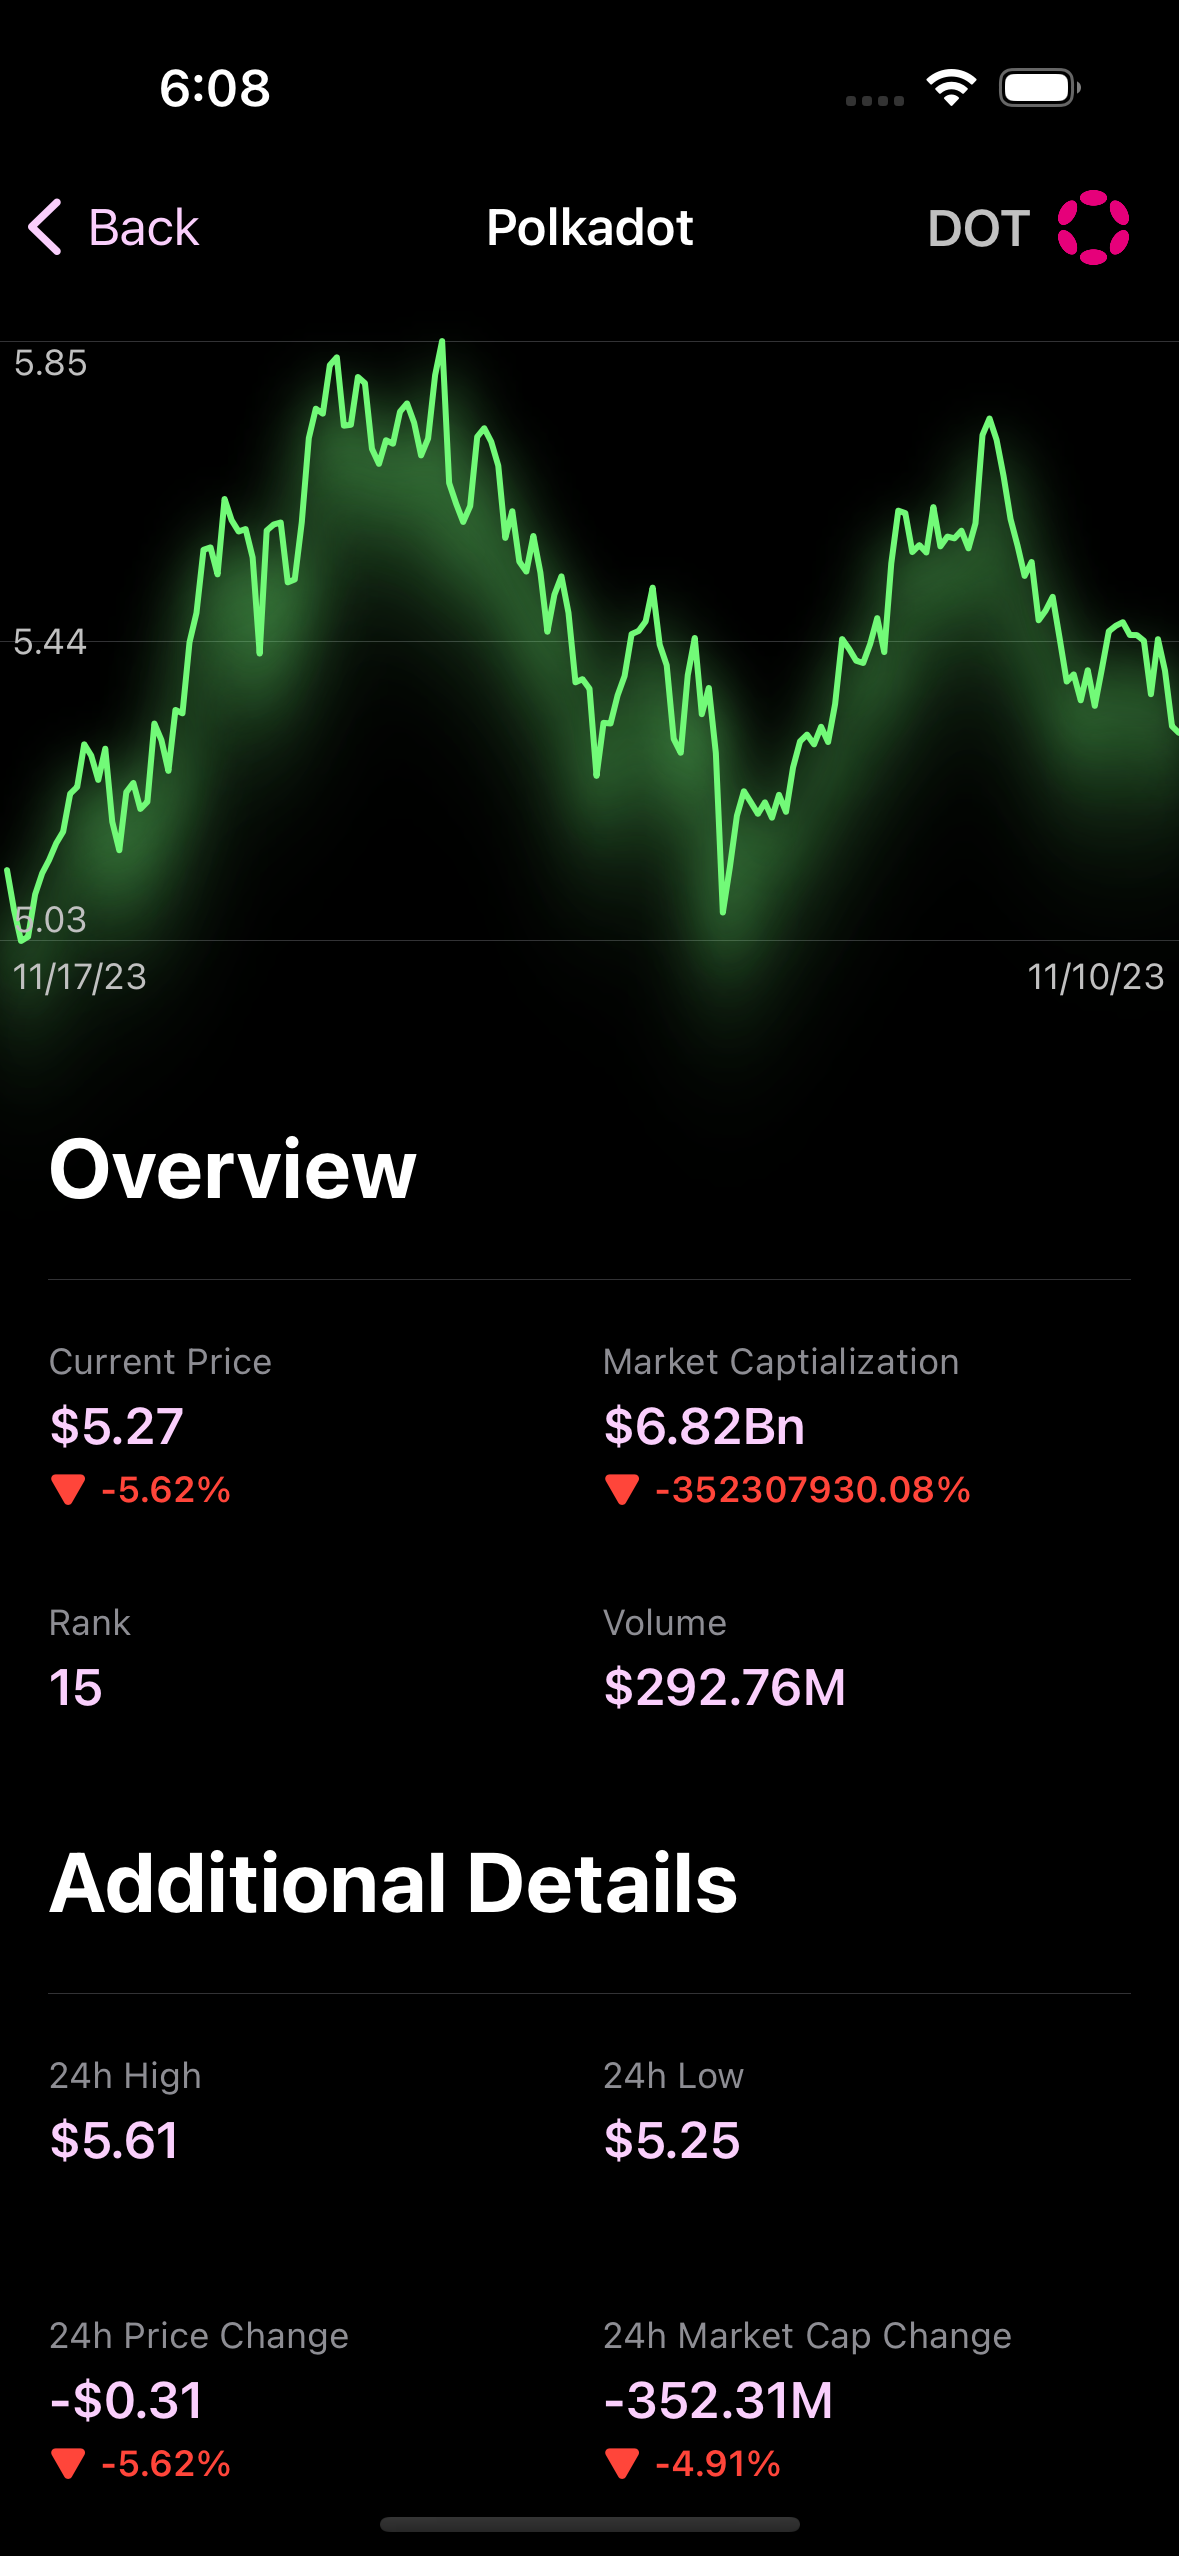 6:08
Back
Polkadot
DOT
5.85
5.44
5.03
11/17/23
11/10/23
Overview
Current Price
Market Captialization
$5.27
$6.82Bn
-5.62%
-352307930.08%
Rank
Volume
15
$292.76M
Additional Details
24h High
24h Low
$5.61
$5.25
24h Price Change
24h Market Cap Change
-$0.31
-352.31M
-5.62%
-4.91%